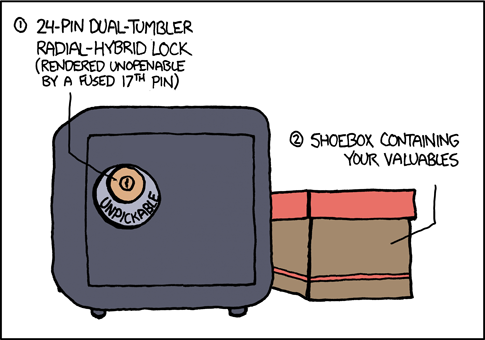 ① 24-PIN DUAL-TUMBLER
RADIAL-HYBRID LOCK
(RENDERED UNOPENABLE
BY A FUSED 17TH PIN)
② SHOEBOX CONTAINING
YOUR VALUABLES
①
UNPICKABLE